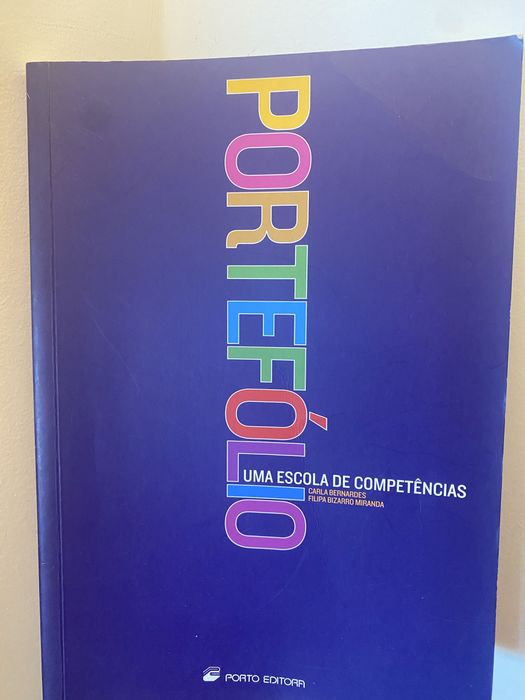 PORTEFÓLIO
UMA ESCOLA DE COMPETÊNCIAS
CARLA BERNARDES
FILIPA BIZARRO MIRANDA
PORTO EDITORA